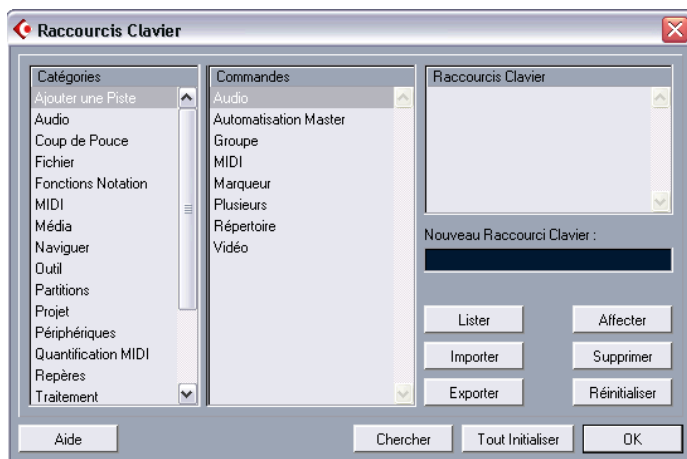 Raccourcis Clavier
Catégories
Ajouter une Piste
Audio
Coup de Pouce
Fichier
Fonctions Notation
MIDI
Média
Naviguer
Outil
Partitions
Projet
Périphériques
Quantification MIDI
Repères
Traitement
Commandes
Audio
Automatisation Master
Groupe
MIDI
Marqueur
Plusieurs
Répertoire
Vidéo
Raccourcis Clavier
Nouveau Raccourci Clavier :
Lister
Affecter
Importer
Supprimer
Exporter
Réinitialiser
Aide
Chercher
Tout Initialiser
OK